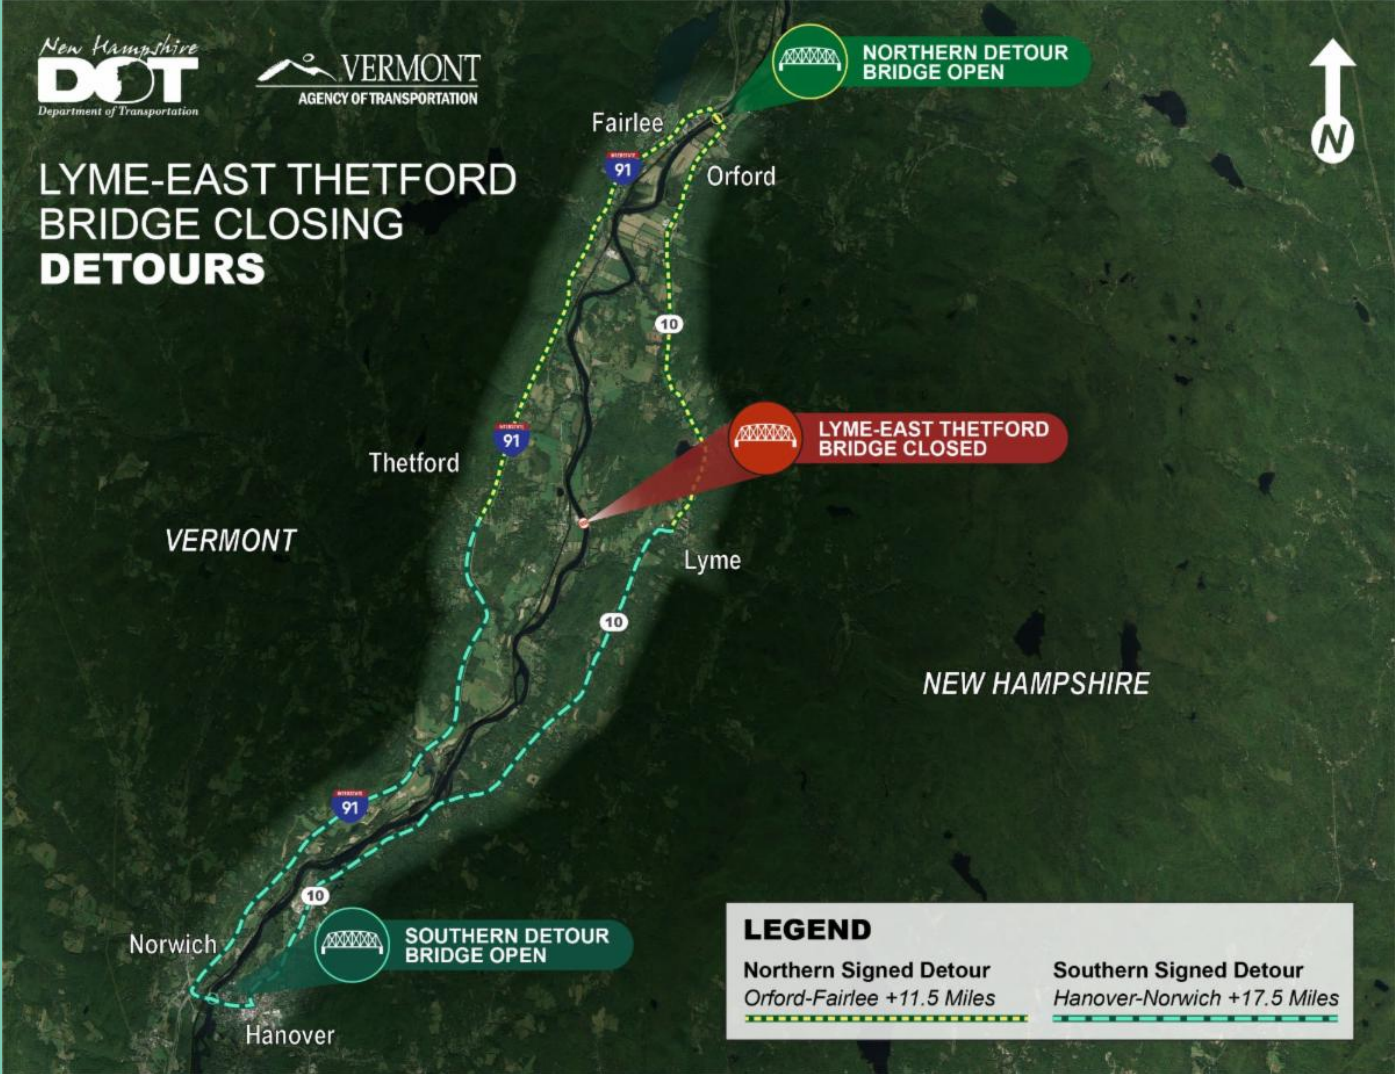 New Hampshire
DOT
Department of Transportation
VERMONT
AGENCY OF TRANSPORTATION
LYME-EAST THETFORD
BRIDGE CLOSING
DETOURS
NORTHERN DETOUR
BRIDGE OPEN
N
Fairlee
INTERSTATE
91
Orford
10
INTERSTATE
91
LYME-EAST THETFORD
BRIDGE CLOSED
Thetford
VERMONT
Lyme
10
NEW HAMPSHIRE
INTERSTATE
91
10
Norwich
SOUTHERN DETOUR
BRIDGE OPEN
Hanover
LEGEND
Northern Signed Detour
Orford-Fairlee +11.5 Miles
Southern Signed Detour
Hanover-Norwich +17.5 Miles